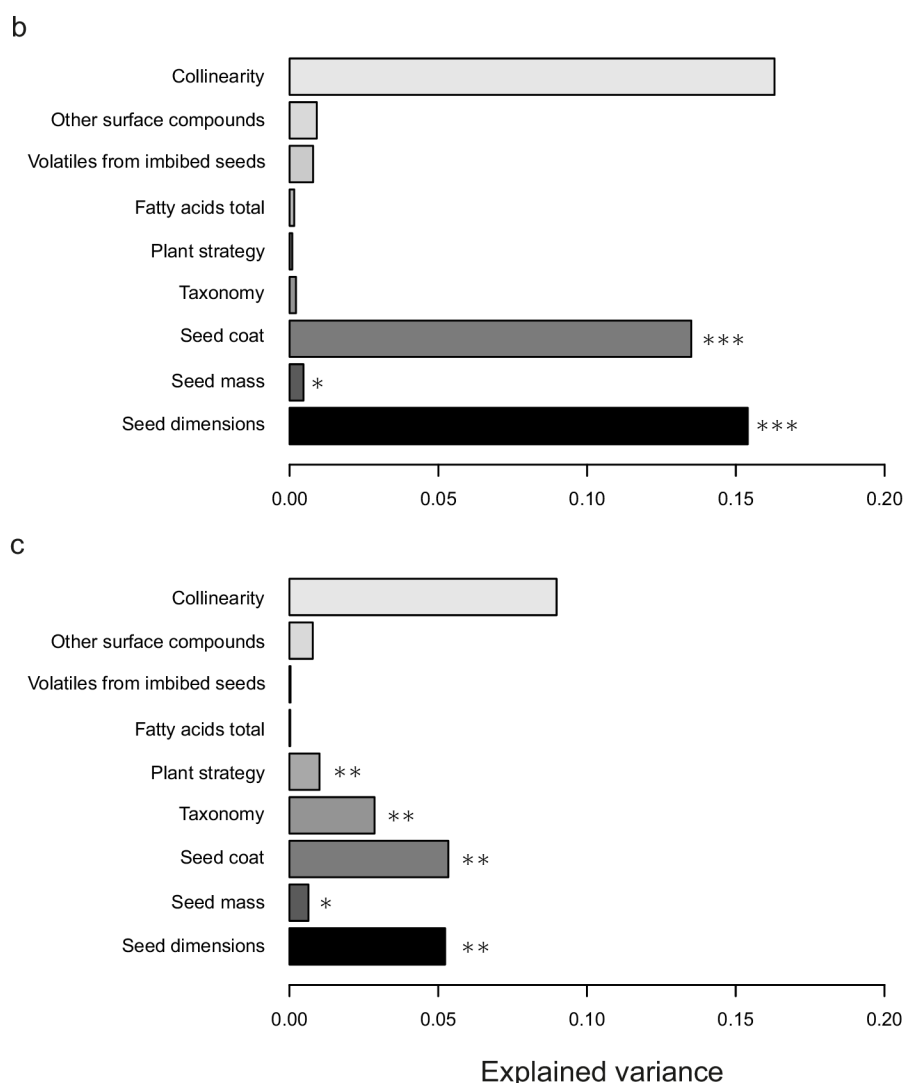 b
Collinearity
Other surface compounds
Volatiles from imbibed seeds
Fatty acids total
Plant strategy
Taxonomy
Seed coat ***
Seed mass *
Seed dimensions ***
0.00 0.05 0.10 0.15 0.20
c
Collinearity
Other surface compounds
Volatiles from imbibed seeds
Fatty acids total
Plant strategy **
Taxonomy **
Seed coat **
Seed mass *
Seed dimensions **
0.00 0.05 0.10 0.15 0.20
Explained variance